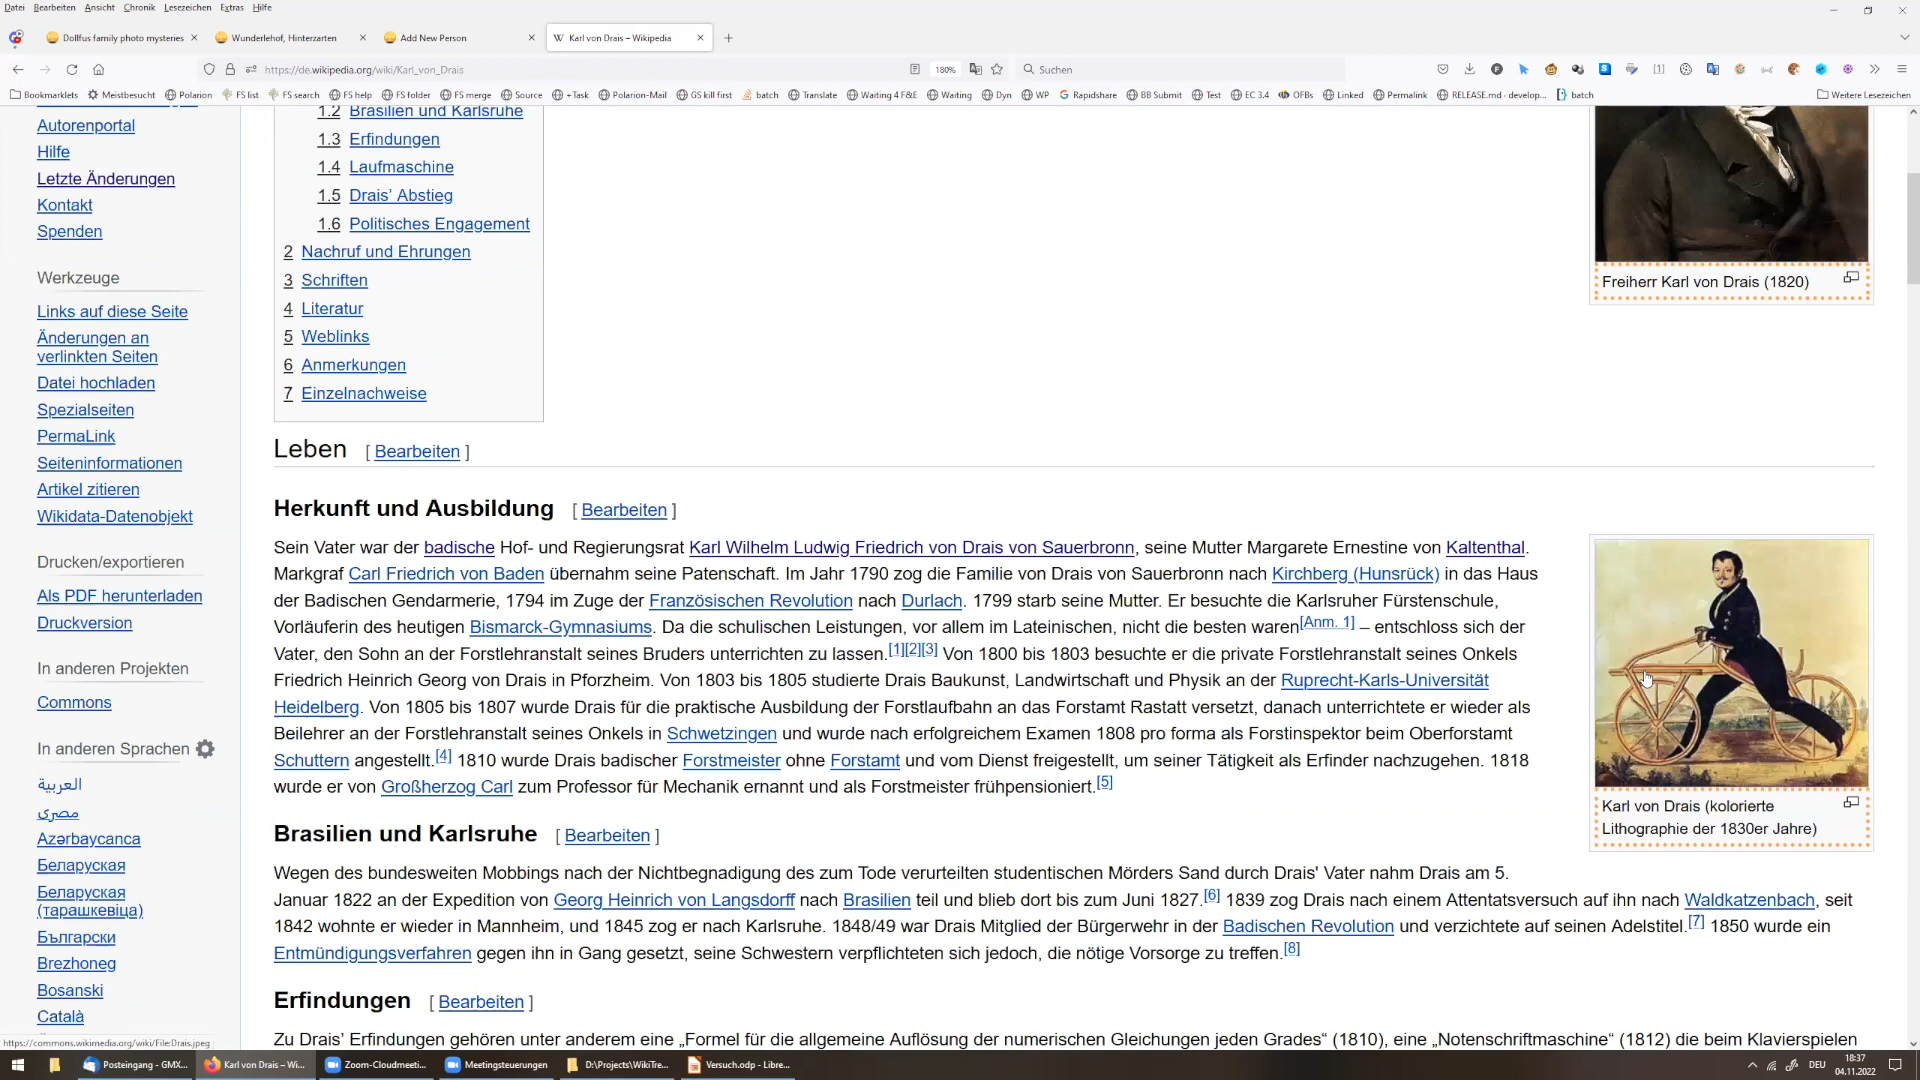 Datei Bearbeiten Ansicht Chronik Lesezeichen Extras Hilfe
Dollfus family photo mysteries
Wunderlehof, Hinterzarten
Add New Person
Karl von Drais – Wikipedia
https://de.wikipedia.org/wiki/Karl_von_Drais
180%
Suchen
Bookmarklets Meistbesucht Polarion FS list FS search FS help FS folder FS merge Source +Task Polarion-Mail GS kill first batch Translate Waiting 4 F&E Waiting Dyn WP Rapidshare BB Submit Test EC 3.4 OFBs Linked Permalink RELEASE.md - develop... batch Weitere Lesezeichen
Autorenportal
Hilfe
Letzte Änderungen
Kontakt
Spenden
Werkzeuge
Links auf diese Seite
Änderungen an
verlinkten Seiten
Datei hochladen
Spezialseiten
PermaLink
Seiteninformationen
Artikel zitieren
Wikidata-Datenobjekt
Drucken/exportieren
Als PDF herunterladen
Druckversion
In anderen Projekten
Commons
In anderen Sprachen
العربية
مصرى
Azərbaycanca
Беларуская
Беларуская
(тарашкевіца)
Български
Brezhoneg
Bosanski
Català
1.2 Brasilien und Karlsruhe
1.3 Erfindungen
1.4 Laufmaschine
1.5 Drais' Abstieg
1.6 Politisches Engagement
2 Nachruf und Ehrungen
3 Schriften
4 Literatur
5 Weblinks
6 Anmerkungen
7 Einzelnachweise
Freiherr Karl von Drais (1820)
Leben [ Bearbeiten ]
Herkunft und Ausbildung [ Bearbeiten ]
Sein Vater war der badische Hof- und Regierungsrat Karl Wilhelm Ludwig Friedrich von Drais von Sauerbronn, seine Mutter Margarete Ernestine von Kaltenthal.
Markgraf Carl Friedrich von Baden übernahm seine Patenschaft. Im Jahr 1790 zog die Familie von Drais von Sauerbronn nach Kirchberg (Hunsrück) in das Haus
der Badischen Gendarmerie, 1794 im Zuge der Französischen Revolution nach Durlach. 1799 starb seine Mutter. Er besuchte die Karlsruher Fürstenschule,
Vorläuferin des heutigen Bismarck-Gymnasiums. Da die schulischen Leistungen, vor allem im Lateinischen, nicht die besten waren[Anm. 1] – entschloss sich der
Vater, den Sohn an der Forstlehranstalt seines Bruders unterrichten zu lassen.[1][2][3] Von 1800 bis 1803 besuchte er die private Forstlehranstalt seines Onkels
Friedrich Heinrich Georg von Drais in Pforzheim. Von 1803 bis 1805 studierte Drais Baukunst, Landwirtschaft und Physik an der Ruprecht-Karls-Universität
Heidelberg. Von 1805 bis 1807 wurde Drais für die praktische Ausbildung der Forstlaufbahn an das Forstamt Rastatt versetzt, danach unterrichtete er wieder als
Beilehrer an der Forstlehranstalt seines Onkels in Schwetzingen und wurde nach erfolgreichem Examen 1808 pro forma als Forstinspektor beim Oberforstamt
Schuttern angestellt.[4] 1810 wurde Drais badischer Forstmeister ohne Forstamt und vom Dienst freigestellt, um seiner Tätigkeit als Erfinder nachzugehen. 1818
wurde er von Großherzog Carl zum Professor für Mechanik ernannt und als Forstmeister frühpensioniert.[5]
Karl von Drais (kolorierte
Lithographie der 1830er Jahre)
Brasilien und Karlsruhe [ Bearbeiten ]
Wegen des bundesweiten Mobbings nach der Nichtbegnadigung des zum Tode verurteilten studentischen Mörders Sand durch Drais' Vater nahm Drais am 5.
Januar 1822 an der Expedition von Georg Heinrich von Langsdorff nach Brasilien teil und blieb dort bis zum Juni 1827.[6] 1839 zog Drais nach einem Attentatsversuch auf ihn nach Waldkatzenbach, seit
1842 wohnte er wieder in Mannheim, und 1845 zog er nach Karlsruhe. 1848/49 war Drais Mitglied der Bürgerwehr in der Badischen Revolution und verzichtete auf seinen Adelstitel.[7] 1850 wurde ein
Entmündigungsverfahren gegen ihn in Gang gesetzt, seine Schwestern verpflichteten sich jedoch, die nötige Vorsorge zu treffen.[8]
Erfindungen [ Bearbeiten ]
Zu Drais' Erfindungen gehören unter anderem eine „Formel für die allgemeine Auflösung der numerischen Gleichungen jeden Grades“ (1810), eine „Notenschriftmaschine“ (1812) die beim Klavierspielen
https://commons.wikimedia.org/wiki/File:Drais.jpeg
Posteingang - GMX... Karl von Drais – Wi... Zoom-Cloudmeeti... Meetingsteuerungen D:\Projects\WikiTre... Versuch.odp - Libre...
DEU
18:37
04.11.2022